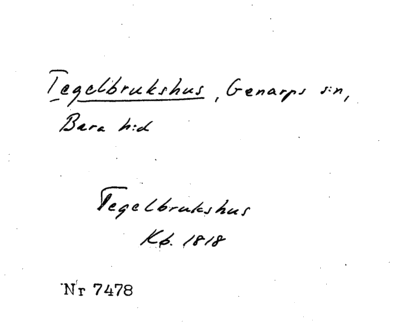 Tegelbrukshus, Genarps s:n,
Bara h:d
Tegelbrukshus
Kb. 1818
Nr 7478